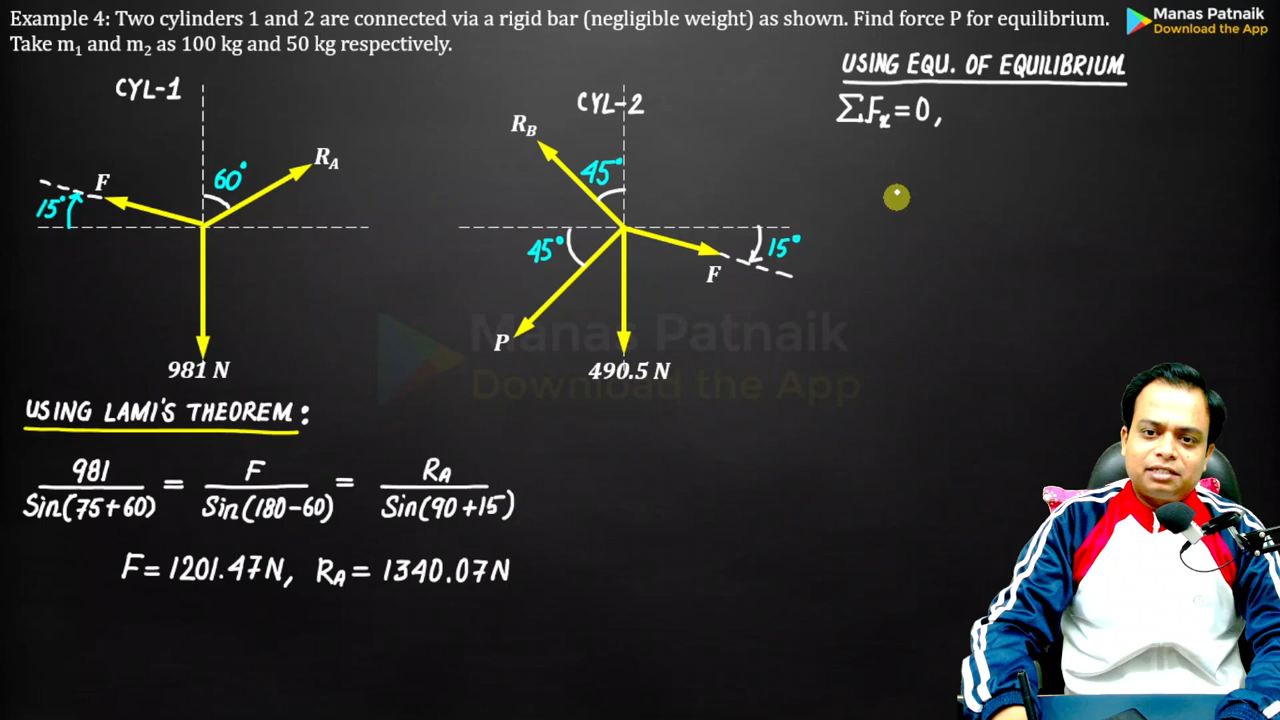 Example 4: Two cylinders 1 and 2 are connected via a rigid bar (negligible weight) as shown. Find force P for equilibrium.
Take m₁ and m₂ as 100 kg and 50 kg respectively.
Manas Patnaik
Download the App
USING EQU. OF EQUILIBRIUM
ΣFx = 0,
CYL-1
60°
R_A
F
15°
981 N
CYL-2
R_B
45°
45°
15°
F
P
490.5 N
Manas Patnaik
Download the App
USING LAMI'S THEOREM:
981/Sin(75+60) = F/Sin(180-60) = R_A/Sin(90+15)
F = 1201.47N, R_A = 1340.07N